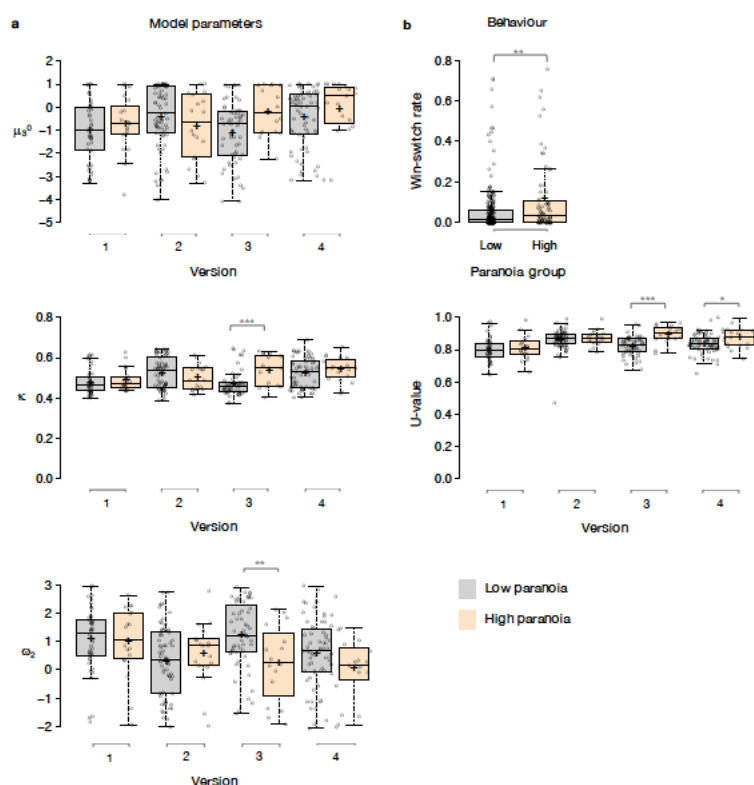 a
Model parameters
μ₃⁰
2
1
0
−1
−2
−3
−4
−5
1 2 3 4
Version
κ
0.8
0.6
0.4
0.2
0.0
***
1 2 3 4
Version
ω₂
3
2
1
0
−1
−2
**
1 2 3 4
Version
b
Behaviour
Win-switch rate
0.8
0.6
0.4
0.2
0.0
**
Low High
Paranoia group
U-value
1.0
0.8
0.6
0.4
0.2
0.0
*** *
1 2 3 4
Version
Low paranoia
High paranoia